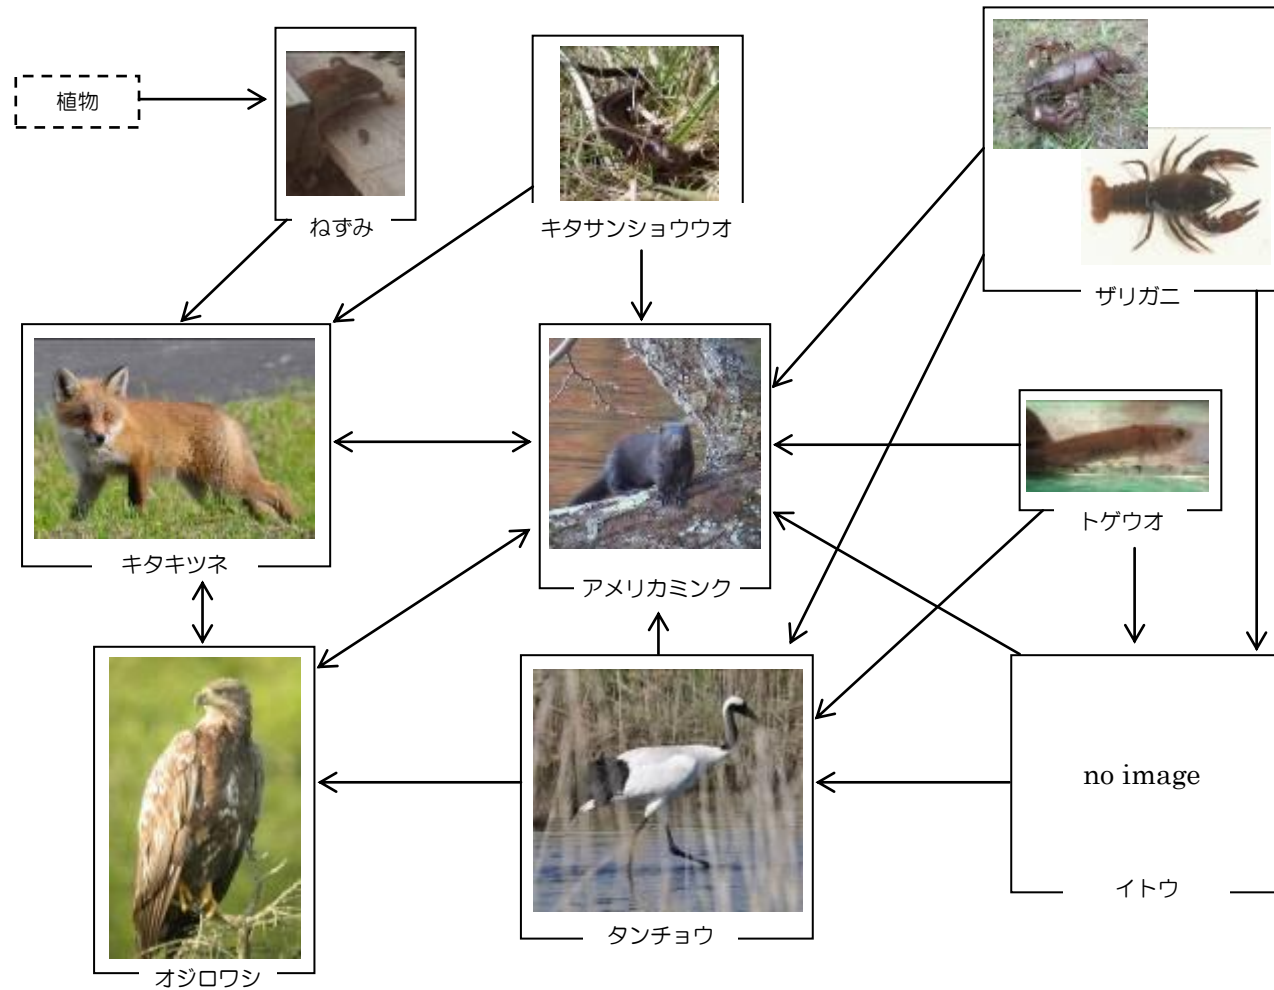 植物
ねずみ
キタサンショウウオ
ザリガニ
トゲウオ
キタキツネ
アメリカミンク
no image
イトウ
タンチョウ
オジロワシ